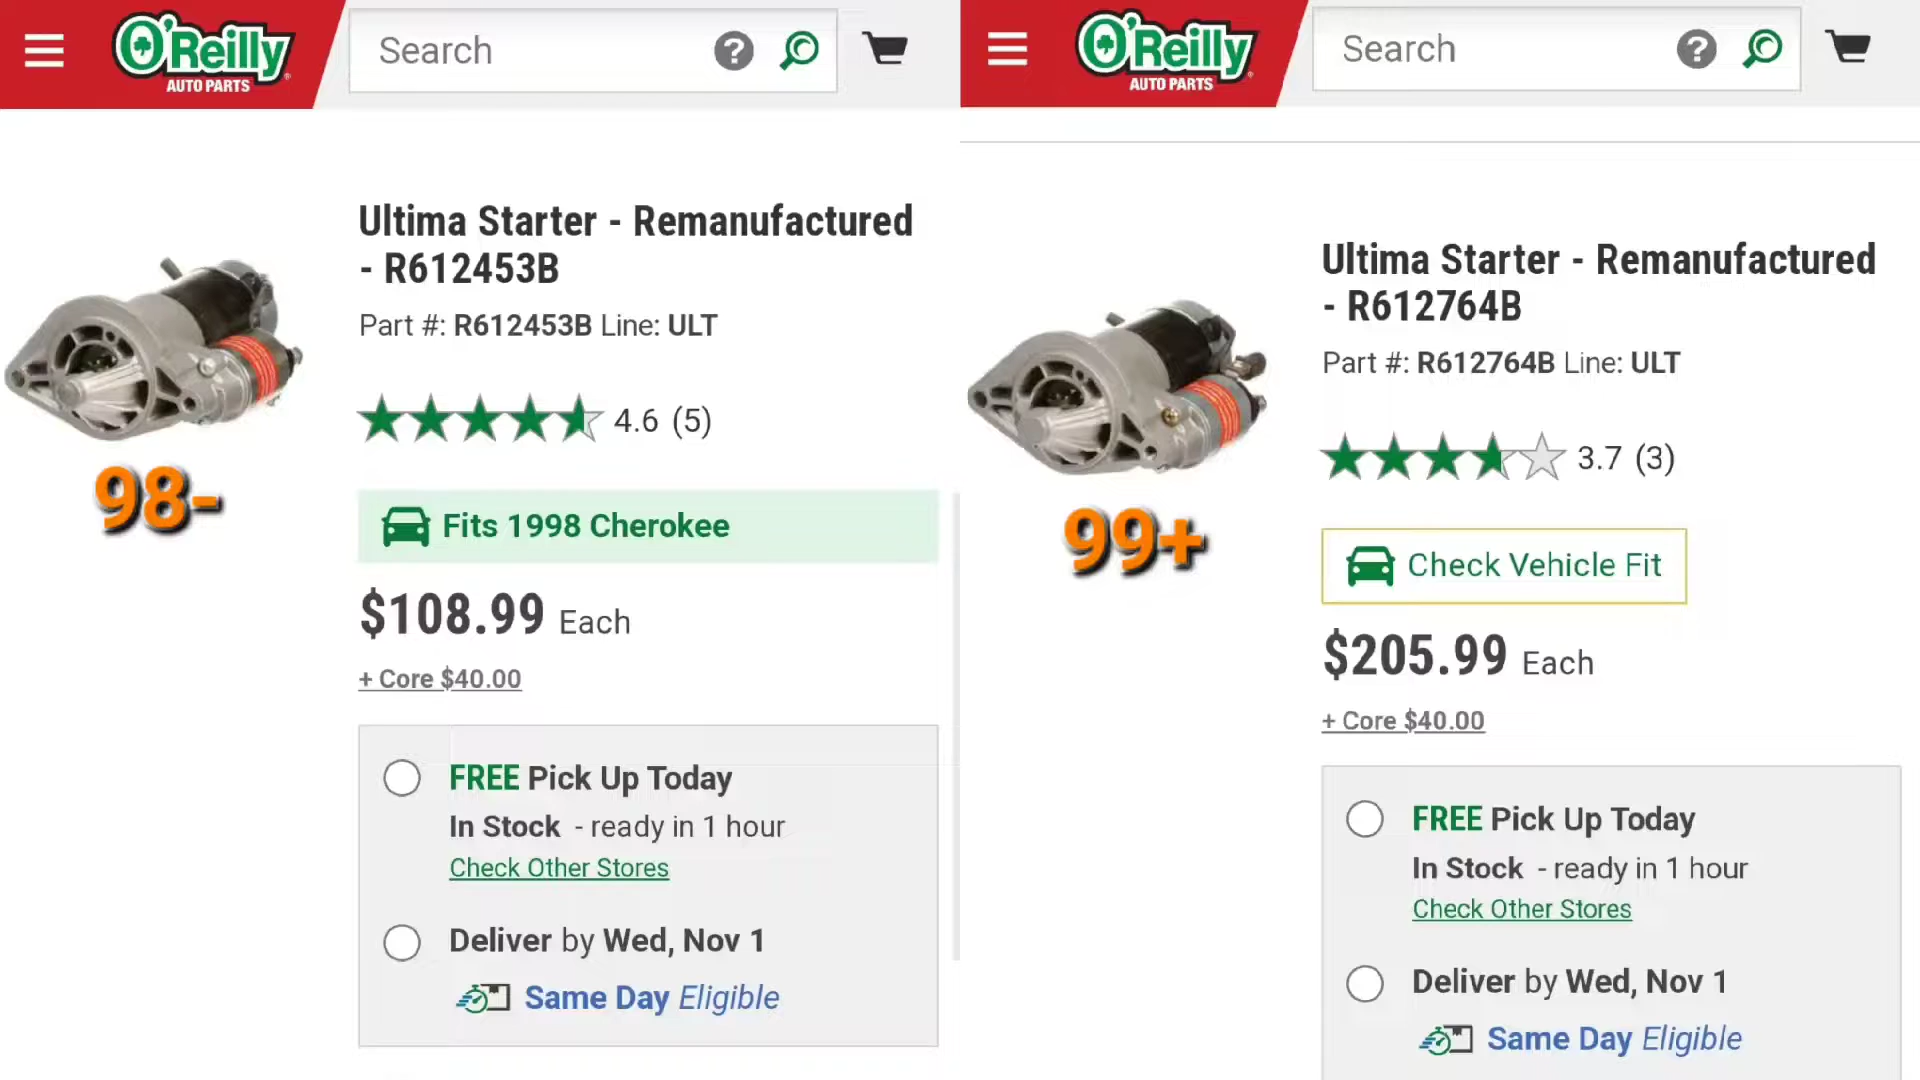 O'Reilly
AUTO PARTS
Search
Ultima Starter - Remanufactured
- R612453B
Part #: R612453B Line: ULT
4.6 (5)
98-
Fits 1998 Cherokee
$108.99 Each
+ Core $40.00
FREE Pick Up Today
In Stock - ready in 1 hour
Check Other Stores
Deliver by Wed, Nov 1
Same Day Eligible
O'Reilly
AUTO PARTS
Search
Ultima Starter - Remanufactured
- R612764B
Part #: R612764B Line: ULT
3.7 (3)
99+
Check Vehicle Fit
$205.99 Each
+ Core $40.00
FREE Pick Up Today
In Stock - ready in 1 hour
Check Other Stores
Deliver by Wed, Nov 1
Same Day Eligible